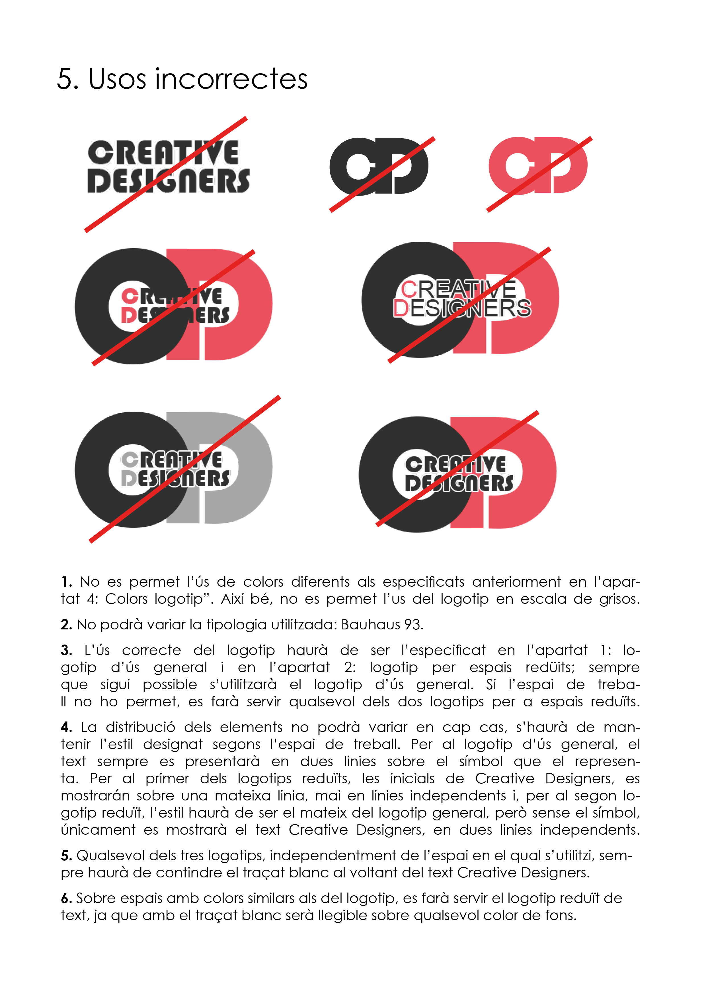 5. Usos incorrectes
CREATIVE
DESIGNERS
CD
CD
CD
CREATIVE
DESIGNERS
CD
CREATIVE
DESIGNERS
CD
CREATIVE
DESIGNERS
CD
CREATIVE
DESIGNERS
1. No es permet l’ús de colors diferents als especificats anteriorment en l’apar-
tat 4: Colors logotip”. Així bé, no es permet l’us del logotip en escala de grisos.
2. No podrà variar la tipologia utilitzada: Bauhaus 93.
3. L’ús correcte del logotip haurà de ser l’especificat en l’apartat 1: lo-
gotip d’ús general i en l’apartat 2: logotip per espais redüits; sempre
que sigui possible s’utilitzarà el logotip d’ús general. Si l’espai de treba-
ll no ho permet, es farà servir qualsevol dels dos logotips per a espais reduïts.
4. La distribució dels elements no podrà variar en cap cas, s’haurà de man-
tenir l’estil designat segons l’espai de treball. Per al logotip d’ús general, el
text sempre es presentarà en dues linies sobre el símbol que el represen-
ta. Per al primer dels logotips reduïts, les inicials de Creative Designers, es
mostrarán sobre una mateixa linia, mai en linies independents i, per al segon lo-
gotip reduït, l’estil haurà de ser el mateix del logotip general, però sense el símbol,
únicament es mostrarà el text Creative Designers, en dues linies independents.
5. Qualsevol dels tres logotips, independentment de l’espai en el qual s’utilitzi, sem-
pre haurà de contindre el traçat blanc al voltant del text Creative Designers.
6. Sobre espais amb colors similars als del logotip, es farà servir el logotip reduït de
text, ja que amb el traçat blanc serà llegible sobre qualsevol color de fons.